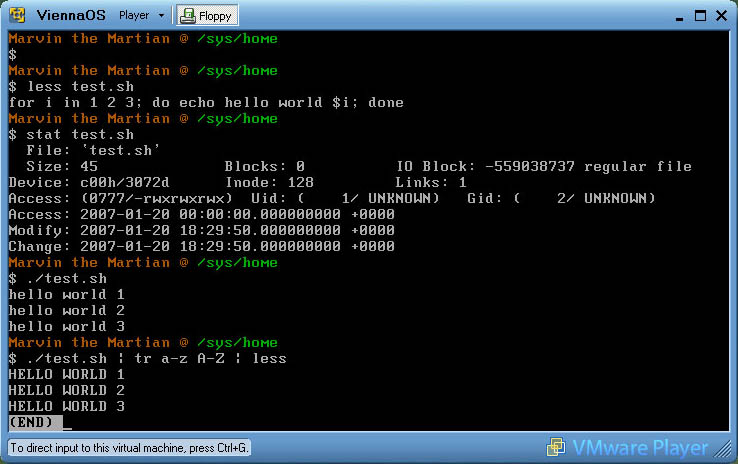 ViennaOS Player Floppy
Marvin the Martian @ /sys/home
$
Marvin the Martian @ /sys/home
$ less test.sh
for i in 1 2 3; do echo hello world $i; done
Marvin the Martian @ /sys/home
$ stat test.sh
  File: 'test.sh'
  Size: 45              Blocks: 0          IO Block: -559038737 regular file
Device: c00h/3072d      Inode: 128         Links: 1
Access: (0777/-rwxrwxrwx)  Uid: (    1/ UNKNOWN)   Gid: (    2/ UNKNOWN)
Access: 2007-01-20 00:00:00.000000000 +0000
Modify: 2007-01-20 18:29:50.000000000 +0000
Change: 2007-01-20 18:29:50.000000000 +0000
Marvin the Martian @ /sys/home
$ ./test.sh
hello world 1
hello world 2
hello world 3
Marvin the Martian @ /sys/home
$ ./test.sh | tr a-z A-Z | less
HELLO WORLD 1
HELLO WORLD 2
HELLO WORLD 3
(END)
To direct input to this virtual machine, press Ctrl+G.
VMware Player